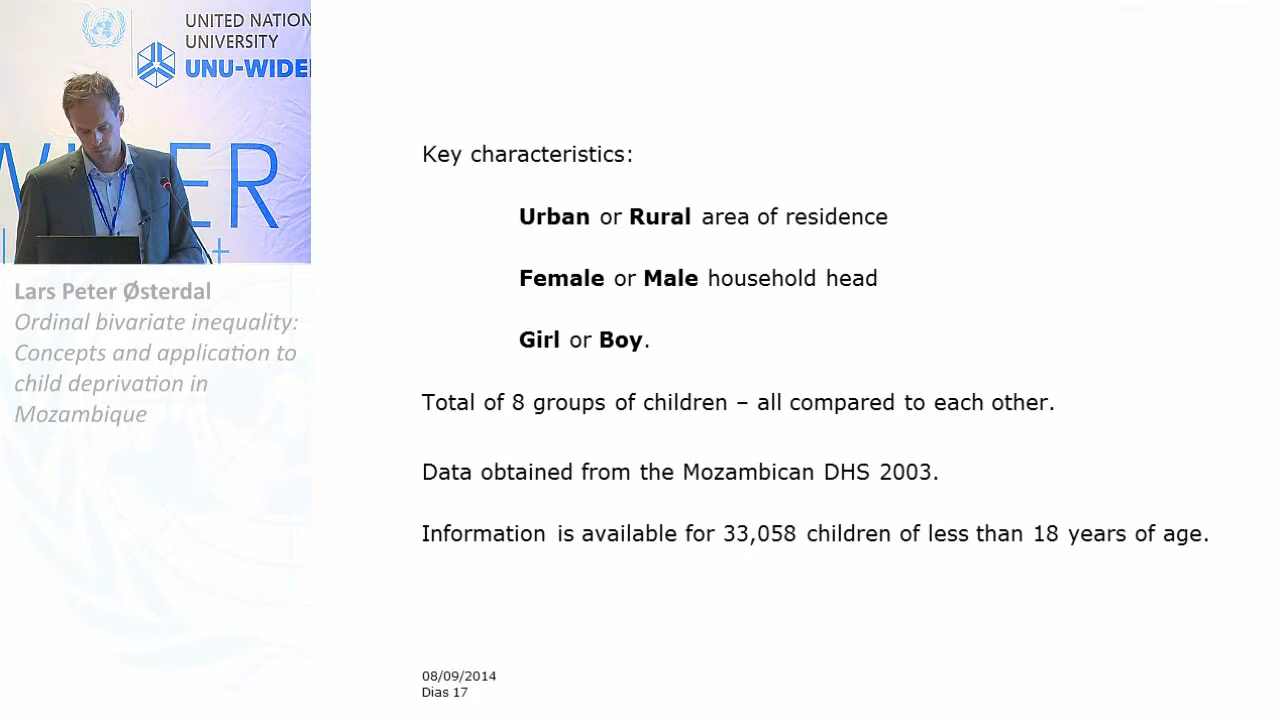 UNITED NATION
UNIVERSITY
UNU-WIDE
W ER
Lars Peter Østerdal
Ordinal bivariate inequality:
Concepts and application to
child deprivation in
Mozambique
Key characteristics:
Urban or Rural area of residence
Female or Male household head
Girl or Boy.
Total of 8 groups of children – all compared to each other.
Data obtained from the Mozambican DHS 2003.
Information is available for 33,058 children of less than 18 years of age.
08/09/2014
Dias 17